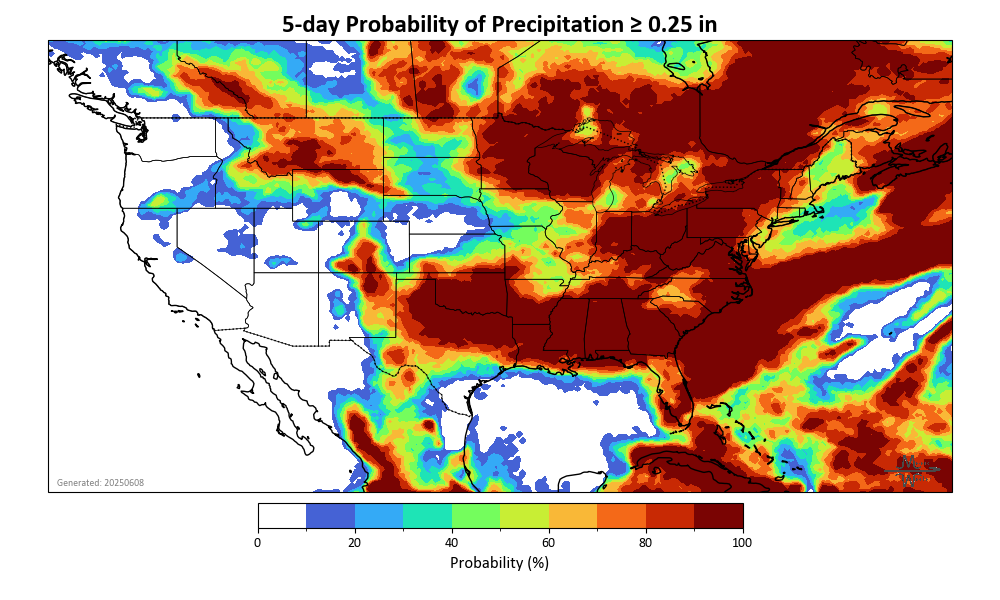 5-day Probability of Precipitation ≥ 0.25 in
Generated: 20250608
0 20 40 60 80 100
Probability (%)